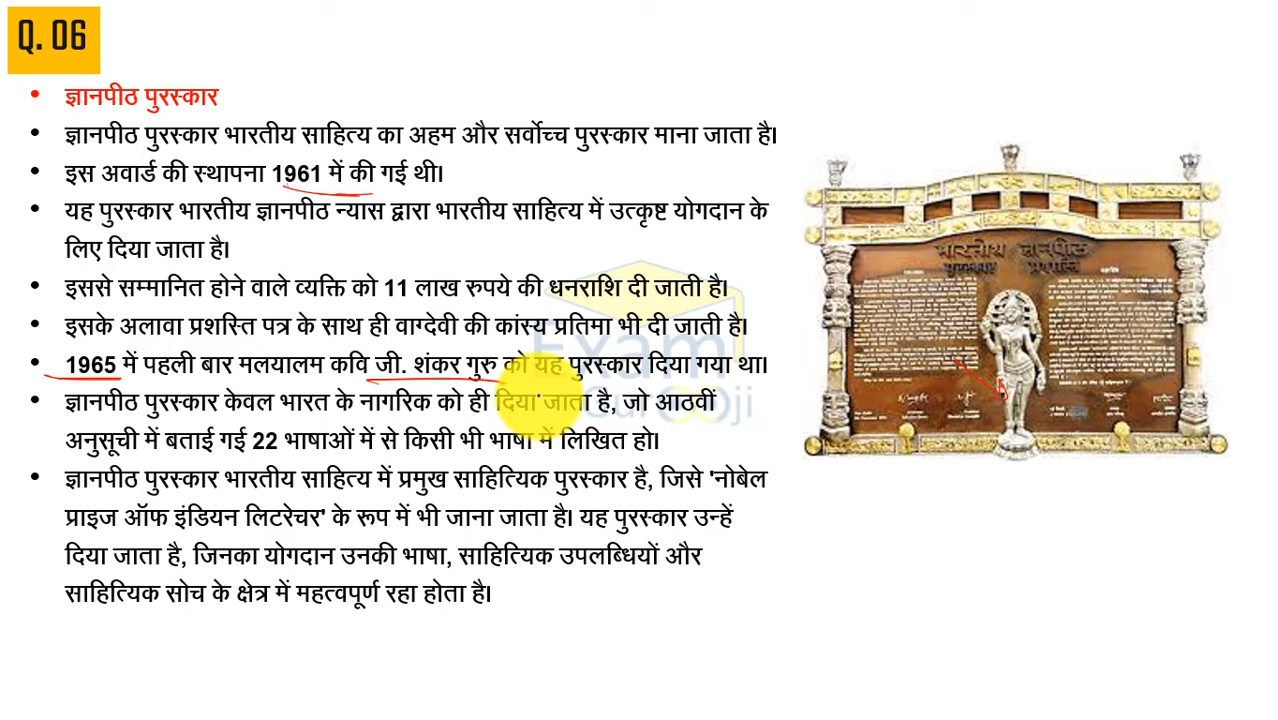 Q. 06
ज्ञानपीठ पुरस्कार
ज्ञानपीठ पुरस्कार भारतीय साहित्य का अहम और सर्वोच्च पुरस्कार माना जाता है।
इस अवार्ड की स्थापना 1961 में की गई थी।
यह पुरस्कार भारतीय ज्ञानपीठ न्यास द्वारा भारतीय साहित्य में उत्कृष्ट योगदान के
लिए दिया जाता है।
इससे सम्मानित होने वाले व्यक्ति को 11 लाख रुपये की धनराशि दी जाती है।
इसके अलावा प्रशस्ति पत्र के साथ ही वाग्देवी की कांस्य प्रतिमा भी दी जाती है।
1965 में पहली बार मलयालम कवि जी. शंकर गुरु को यह पुरस्कार दिया गया था।
ज्ञानपीठ पुरस्कार केवल भारत के नागरिक को ही दिया जाता है, जो आठवीं
अनुसूची में बताई गई 22 भाषाओं में से किसी भी भाषा में लिखित हो।
ज्ञानपीठ पुरस्कार भारतीय साहित्य में प्रमुख साहित्यिक पुरस्कार है, जिसे 'नोबेल
प्राइज ऑफ इंडियन लिटरेचर' के रूप में भी जाना जाता है। यह पुरस्कार उन्हें
दिया जाता है, जिनका योगदान उनकी भाषा, साहित्यिक उपलब्धियों और
साहित्यिक सोच के क्षेत्र में महत्वपूर्ण रहा होता है।
Exam
भारतीय ज्ञानपीठ
पुरस्कार प्रशस्ति